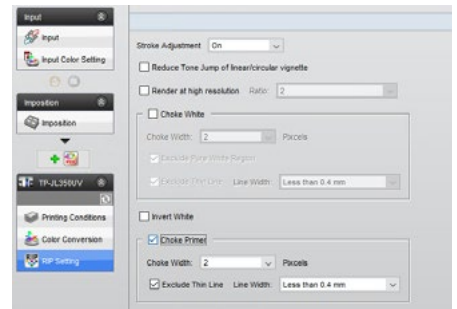 Input
Input
Input Color Setting
Imposition
Imposition
TP-JL350UV
Printing Conditions
Color Conversion
RIP Setting
Stroke Adjustment On
Reduce Tone Jump of linear/circular vignette
Render at high resolution Ratio: 2
Choke White
Choke Width: 2 Pixcels
Exclude Pure White Region
Exclude Thin Line Line Width: Less than 0.4 mm
Invert White
Choke Primer
Choke Width: 2 Pixcels
Exclude Thin Line Line Width: Less than 0.4 mm